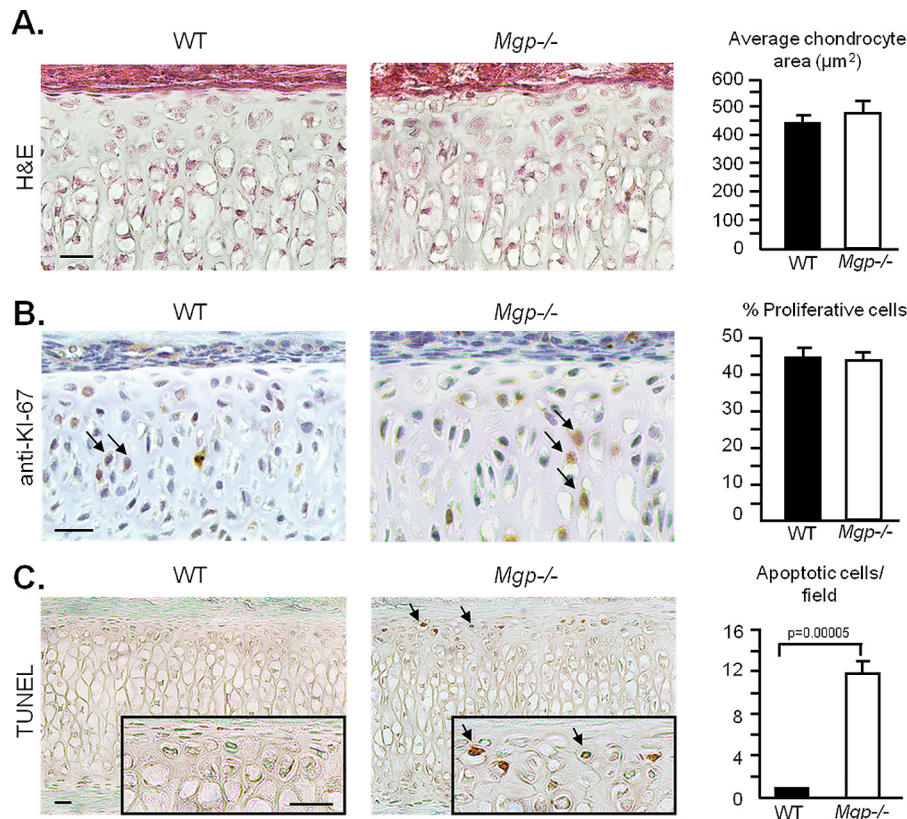 A.
WT
Mgp-/-
H&E
Average chondrocyte
area (µm²)
600
500
400
300
400
200
100
0
WT
Mgp-/-
B.
WT
Mgp-/-
anti-KI-67
% Proliferative cells
50
40
30
20
10
0
WT
Mgp-/-
C.
WT
Mgp-/-
TUNEL
Apoptotic cells/
field
p=0.00005
16
12
8
4
2
0
WT
Mgp-/-